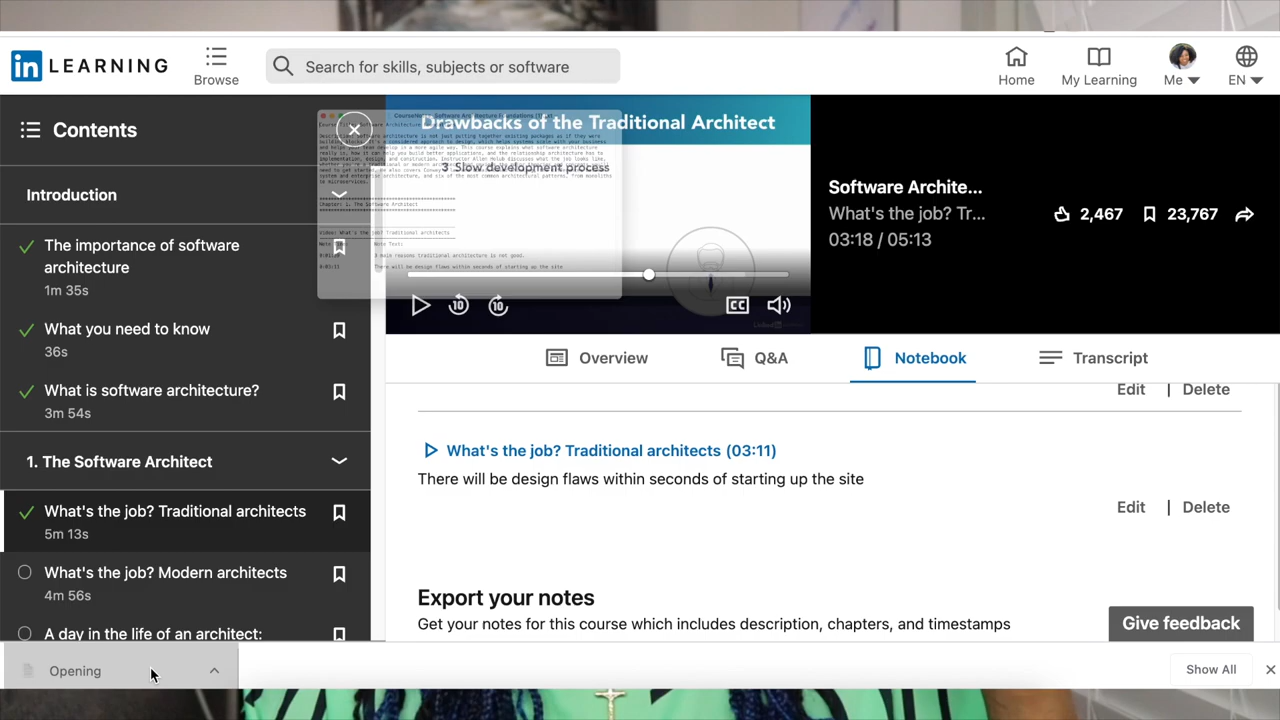 in LEARNING
Browse
Search for skills, subjects or software
Home
My Learning
Me
EN
Contents
Introduction
The importance of software
architecture
1m 35s
What you need to know
36s
What is software architecture?
3m 54s
1. The Software Architect
What's the job? Traditional architects
5m 13s
What's the job? Modern architects
4m 56s
A day in the life of an architect:
Drawbacks of the Traditional Architect
3 Slow development process
10
10
CC
Software Archite...
What's the job? Tr...
03:18 / 05:13
2,467
23,767
Overview
Q&A
Notebook
Transcript
Edit | Delete
What's the job? Traditional architects (03:11)
There will be design flaws within seconds of starting up the site
Edit | Delete
Export your notes
Get your notes for this course which includes description, chapters, and timestamps
Give feedback
Opening
Show All